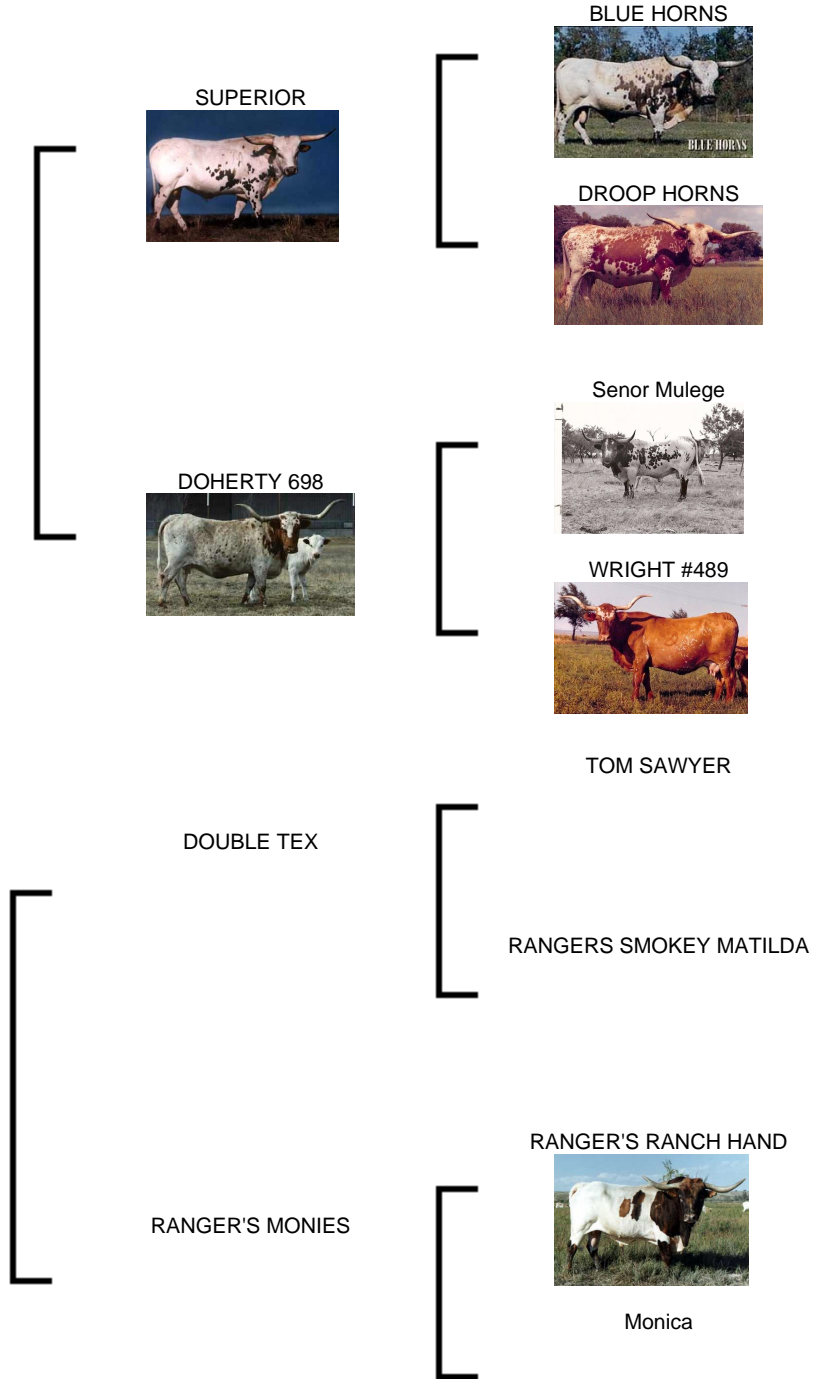 BLUE HORNS
SUPERIOR
BLUE HORNS
DROOP HORNS
Senor Mulege
DOHERTY 698
WRIGHT #489
TOM SAWYER
DOUBLE TEX
RANGERS SMOKEY MATILDA
RANGER'S RANCH HAND
RANGER'S MONIES
Monica